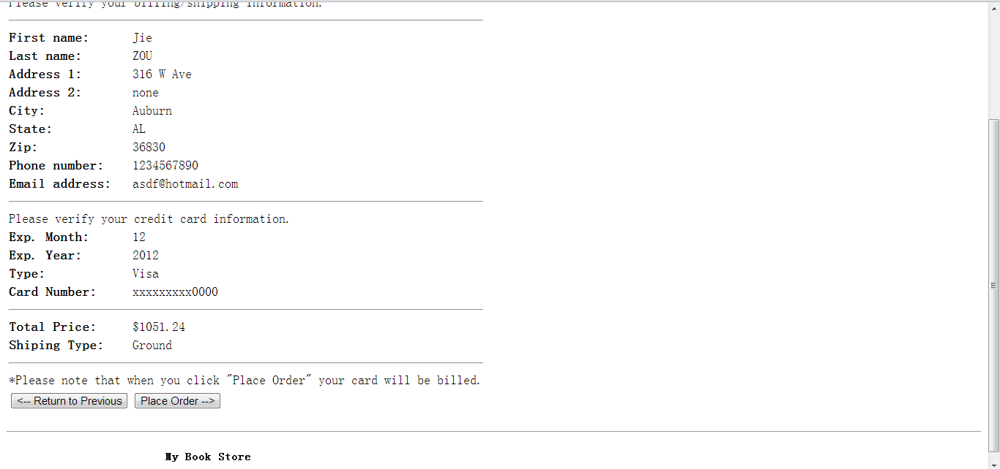 Please verify your billing/shipping information.
First name: Jie
Last name: ZOU
Address 1: 316 W Ave
Address 2: none
City: Auburn
State: AL
Zip: 36830
Phone number: 1234567890
Email address: asdf@hotmail.com
Please verify your credit card information.
Exp. Month: 12
Exp. Year: 2012
Type: Visa
Card Number: xxxxxxxxx0000
Total Price: $1051.24
Shiping Type: Ground
*Please note that when you click "Place Order" your card will be billed.
<-- Return to Previous Place Order -->
My Book Store